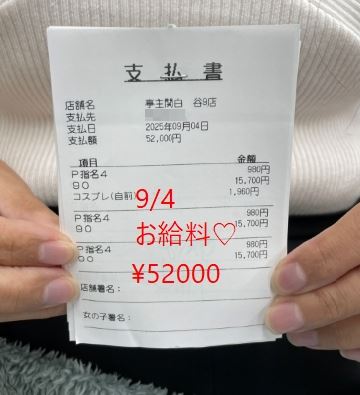 支払書
店舗名 亭主関白 谷9店
支払先
支払日 2025年09月04日
支払額 52,000円
項目 金額
P指名4 980円
90 15,700円
コスプレ(自前) 1,960円
P指名4 980円
90 15,700円
P指名4 980円
90 15,700円
店舗署名:
女の子署名:
9/4
お給料♡
¥52000